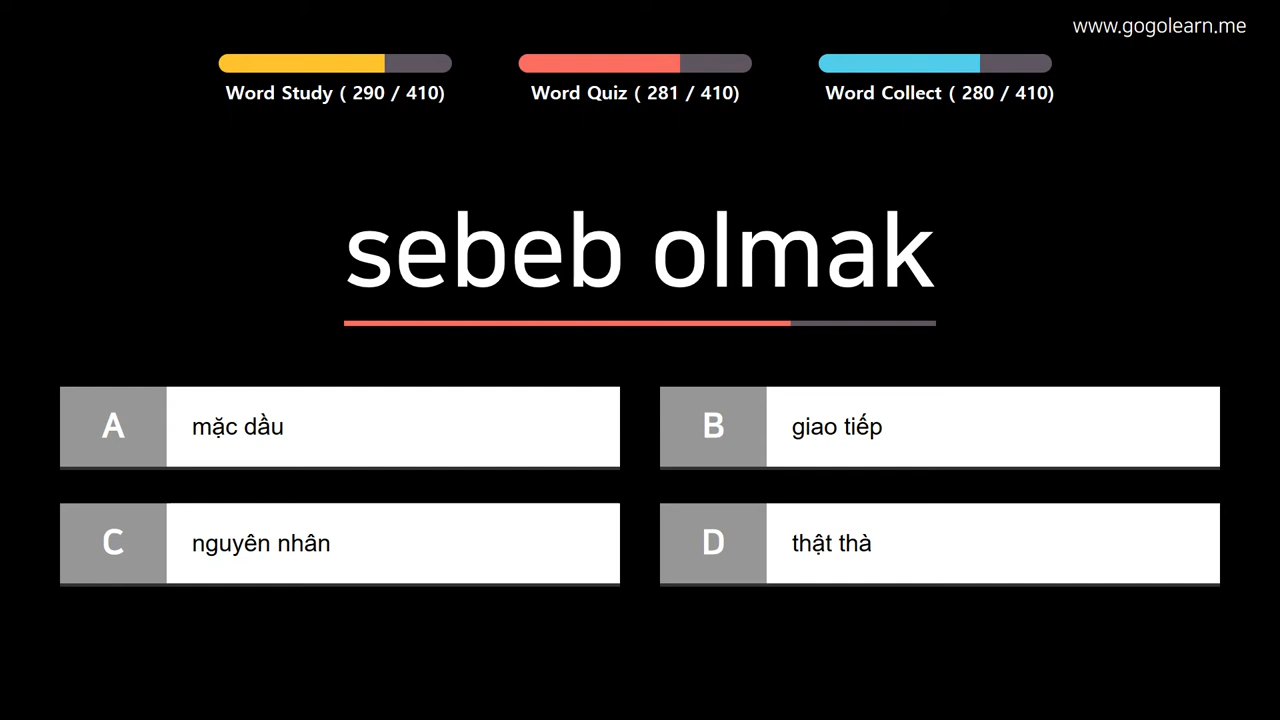 www.gogolearn.me
Word Study ( 290 / 410)
Word Quiz ( 281 / 410)
Word Collect ( 280 / 410)
sebeb olmak
A mặc dầu
B giao tiếp
C nguyên nhân
D thật thà